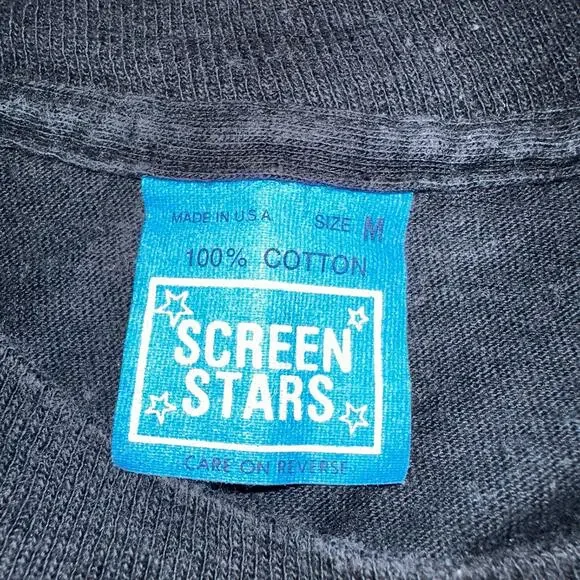 MADE IN U.S.A. SIZE M
100% COTTON
SCREEN
STARS
CARE ON REVERSE